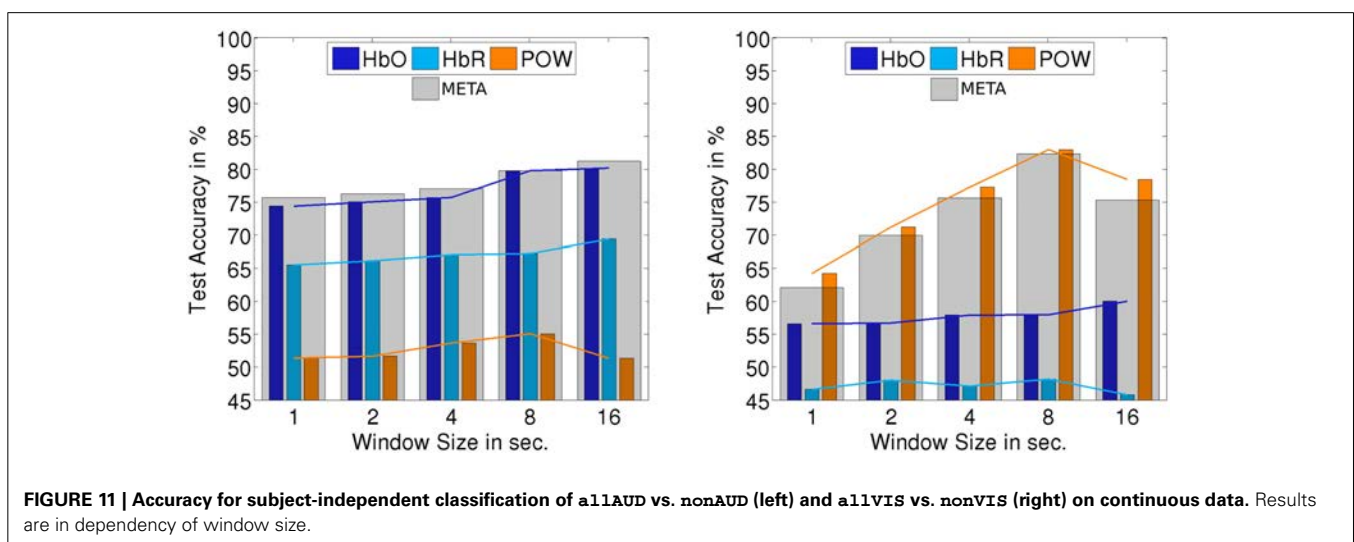 100
95
90
85
80
75
70
65
60
55
50
45
Test Accuracy in %
HbO HbR POW
META
1 2 4 8 16
Window Size in sec.
100
95
90
85
80
75
70
65
60
55
50
45
Test Accuracy in %
HbO HbR POW
META
1 2 4 8 16
Window Size in sec.
FIGURE 11 | Accuracy for subject-independent classification of allAUD vs. nonAUD (left) and allVIS vs. nonVIS (right) on continuous data. Results
are in dependency of window size.